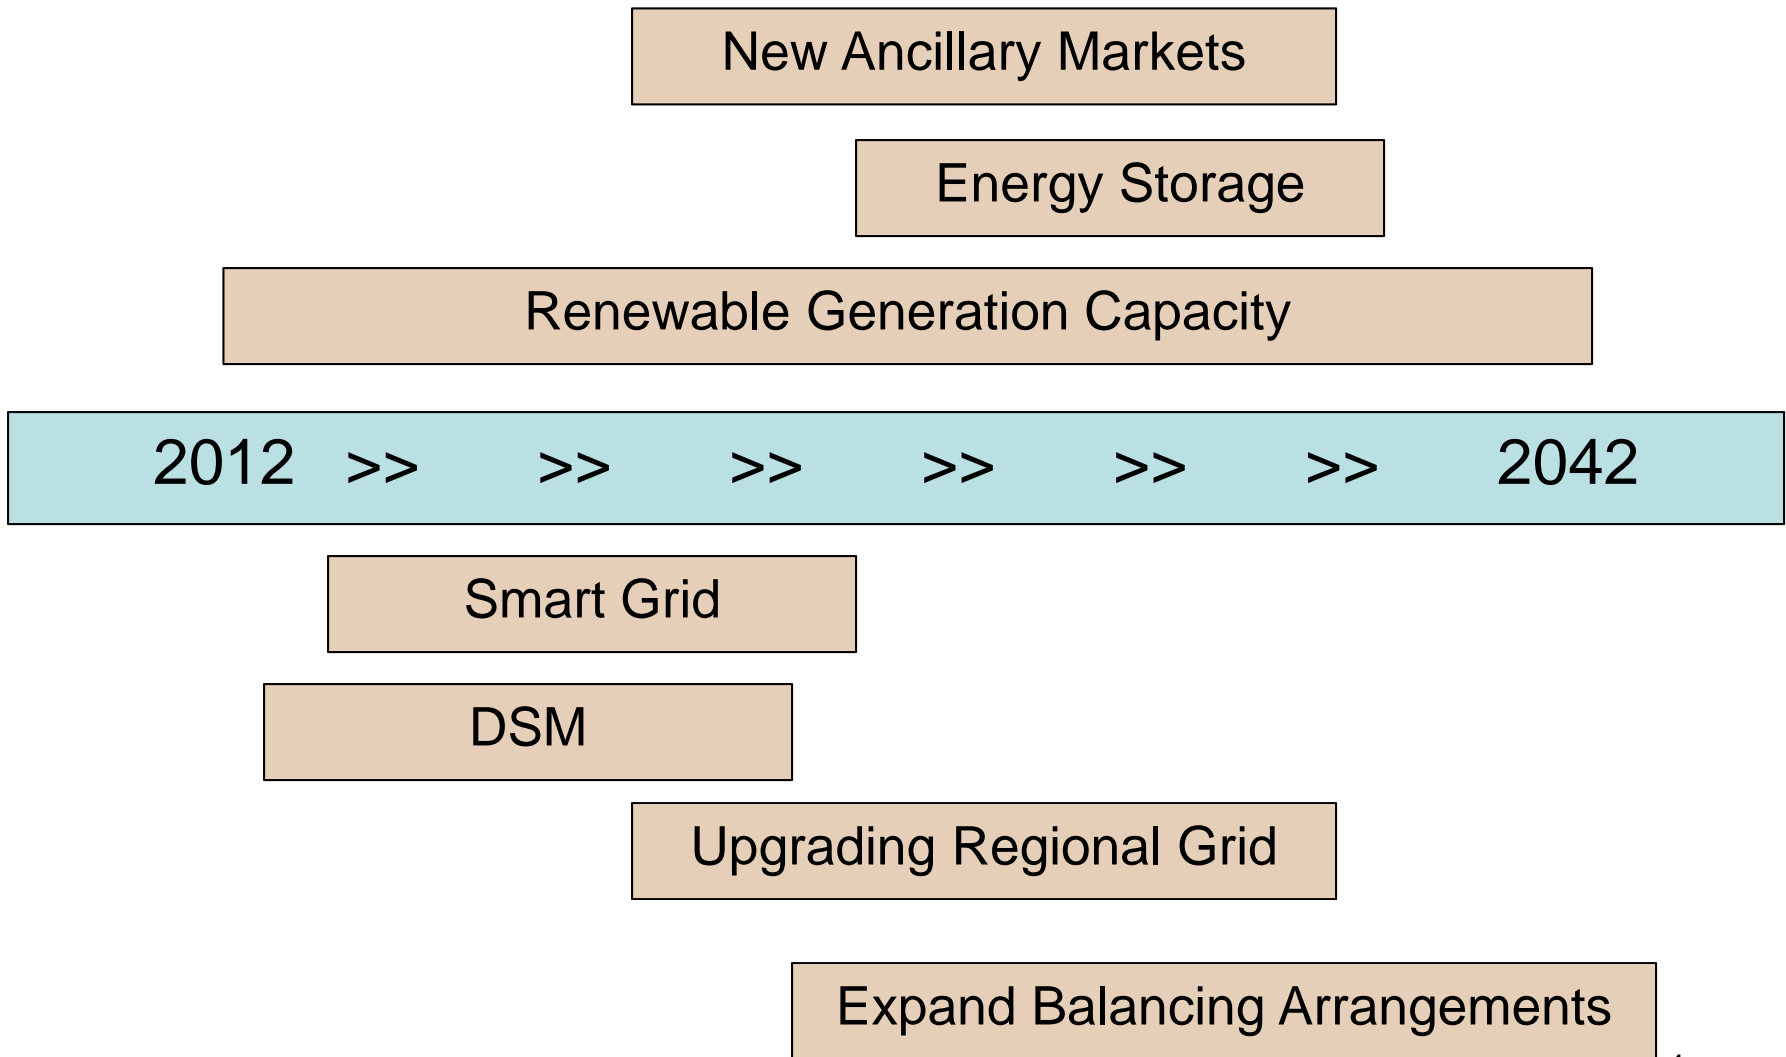 New Ancillary Markets
Energy Storage
Renewable Generation Capacity
2012 >> >> >> >> >> >> 2042
Smart Grid
DSM
Upgrading Regional Grid
Expand Balancing Arrangements